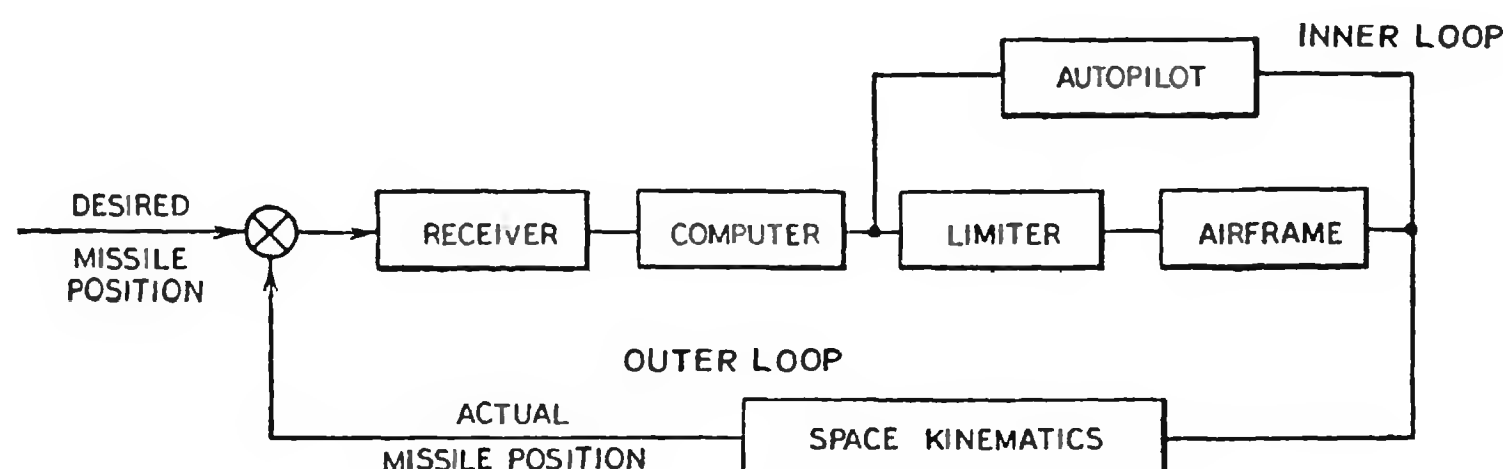 INNER LOOP
AUTOPILOT
DESIRED
MISSILE
POSITION
RECEIVER
COMPUTER
LIMITER
AIRFRAME
OUTER LOOP
ACTUAL
MISSILE POSITION
SPACE KINEMATICS